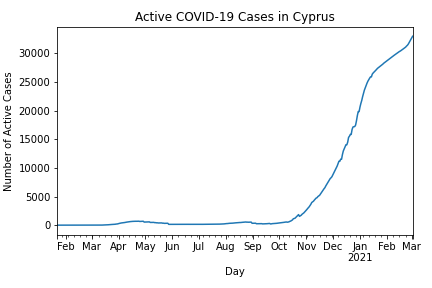 Active COVID-19 Cases in Cyprus
Number of Active Cases
30000
25000
20000
15000
10000
5000
0
Feb Mar Apr May Jun Jul Aug Sep Oct Nov Dec Jan Feb Mar
2021
Day